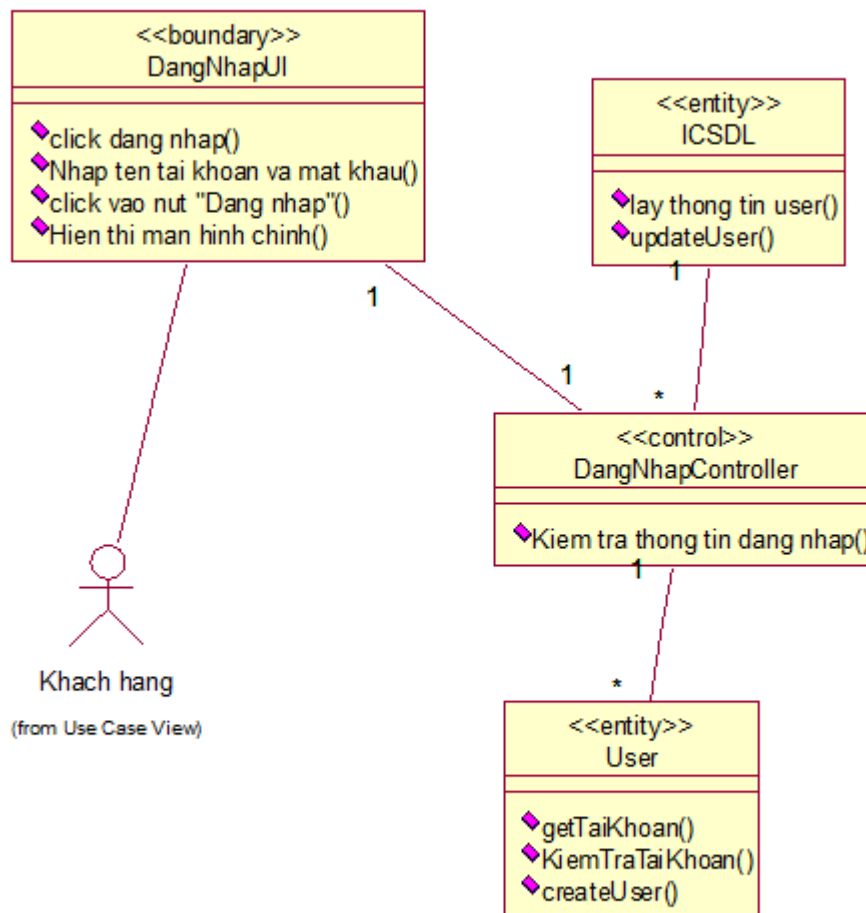 <<boundary>>
DangNhapUI
click dang nhap()
Nhap ten tai khoan va mat khau()
click vao nut "Dang nhap"()
Hien thi man hinh chinh()
<<entity>>
ICSDL
lay thong tin user()
updateUser()
1
1
1
*
<<control>>
DangNhapController
Kiem tra thong tin dang nhap()
1
*
Khach hang
(from Use Case View)
<<entity>>
User
getTaiKhoan()
KiemTraTaiKhoan()
createUser()